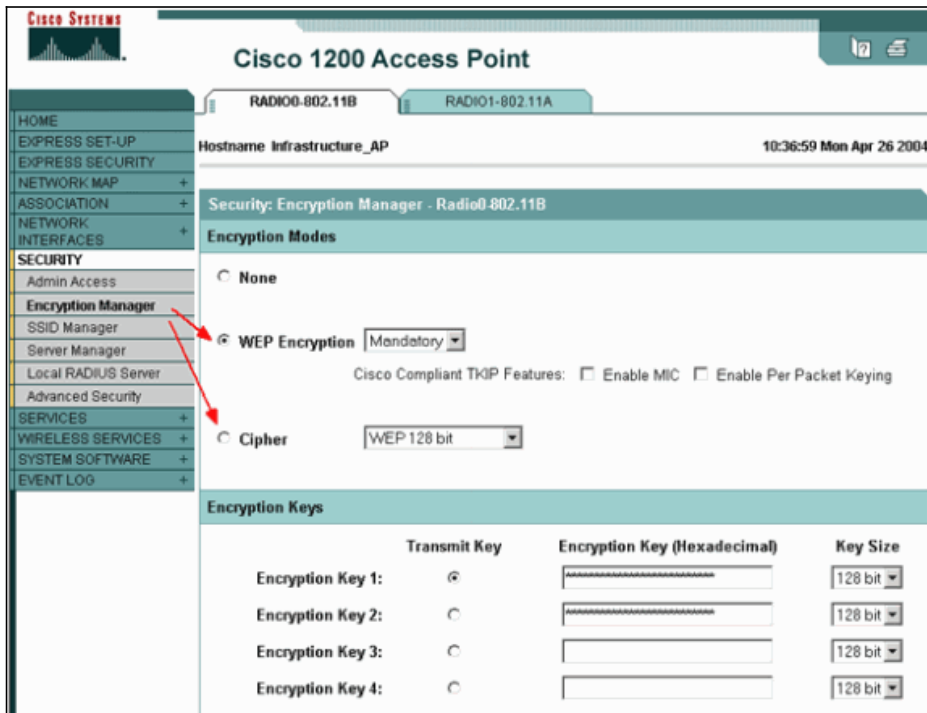 CISCO SYSTEMS
Cisco 1200 Access Point
RADIO0-802.11B
RADIO1-802.11A
HOME
EXPRESS SET-UP
EXPRESS SECURITY
NETWORK MAP +
ASSOCIATION +
NETWORK INTERFACES +
SECURITY
Admin Access
Encryption Manager
SSID Manager
Server Manager
Local RADIUS Server
Advanced Security
SERVICES +
WIRELESS SERVICES +
SYSTEM SOFTWARE +
EVENT LOG +
Hostname Infrastructure_AP
10:36:59 Mon Apr 26 2004
Security: Encryption Manager - Radio0-802.11B
Encryption Modes
None
WEP Encryption Mandatory
Cisco Compliant TKIP Features: Enable MIC Enable Per Packet Keying
Cipher WEP 128 bit
Encryption Keys
Transmit Key Encryption Key (Hexadecimal) Key Size
Encryption Key 1: ************************** 128 bit
Encryption Key 2: ************************** 128 bit
Encryption Key 3: 128 bit
Encryption Key 4: 128 bit